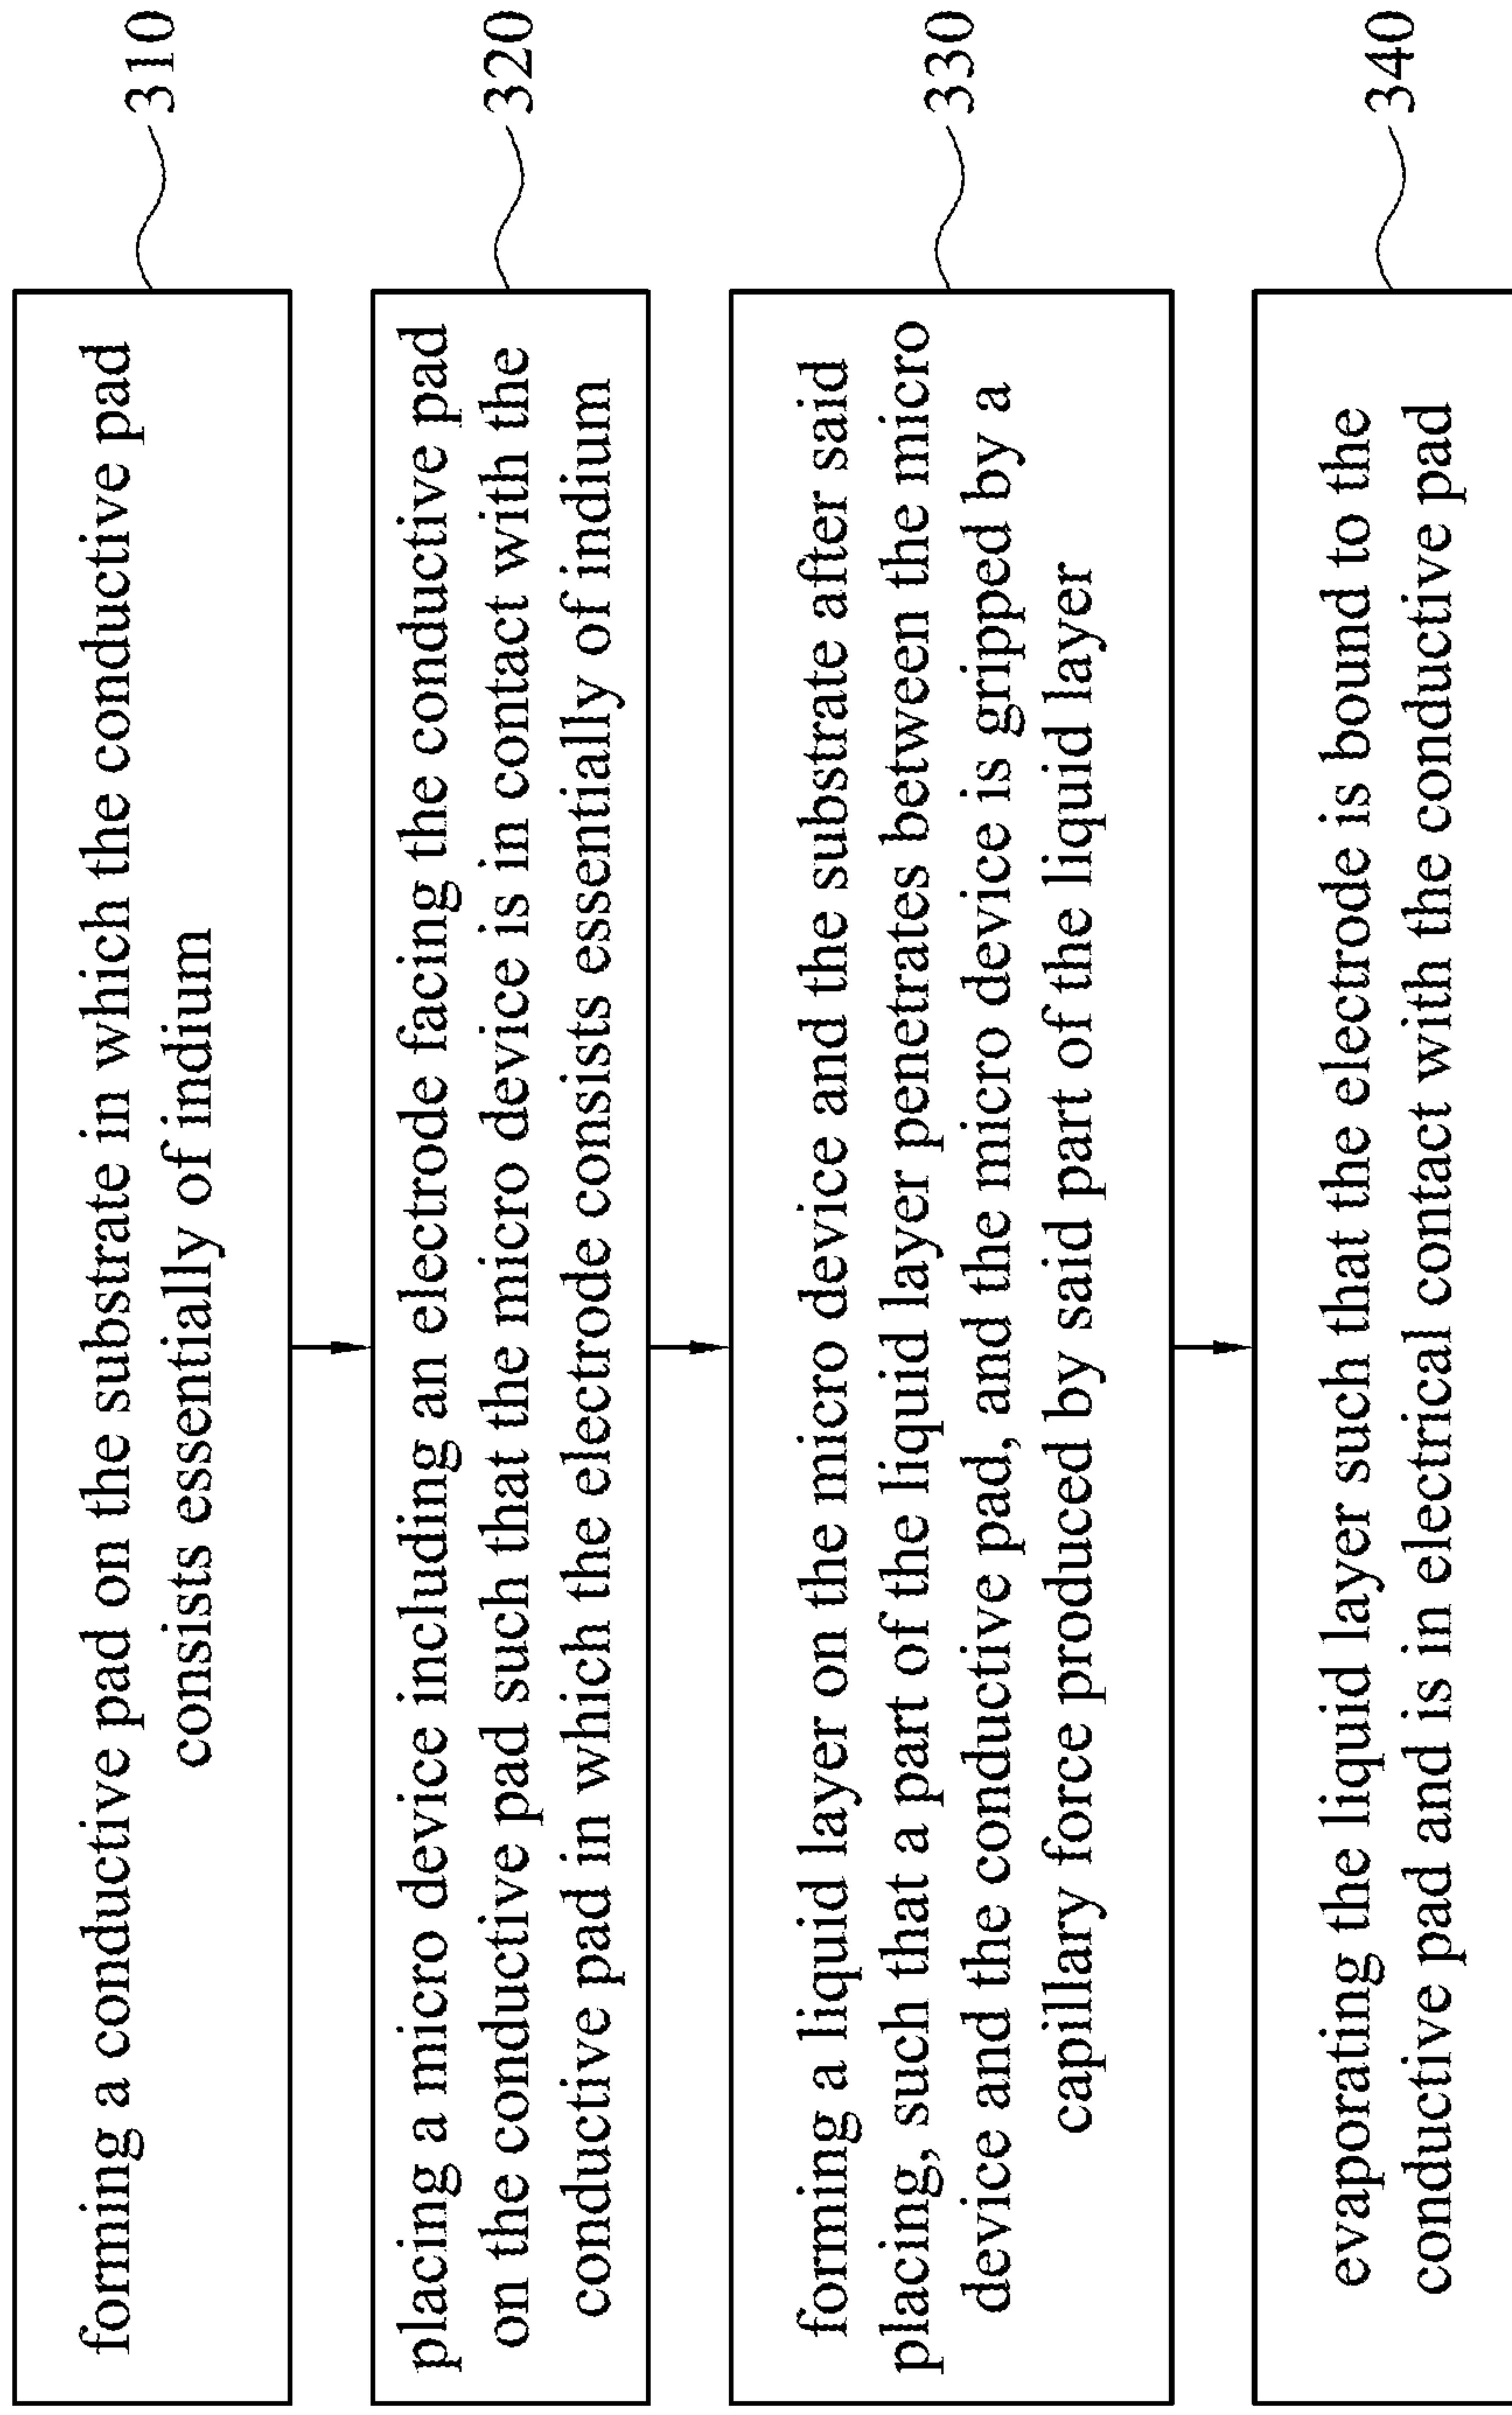 forming a conductive pad on the substrate in which the conductive pad
consists essentially of indium
310
placing a micro device including an electrode facing the conductive pad
on the conductive pad such that the micro device is in contact with the
conductive pad in which the electrode consists essentially of indium
320
forming a liquid layer on the micro device and the substrate after said
placing, such that a part of the liquid layer penetrates between the micro
device and the conductive pad, and the micro device is gripped by a
capillary force produced by said part of the liquid layer
330
evaporating the liquid layer such that the electrode is bound to the
conductive pad and is in electrical contact with the conductive pad
340